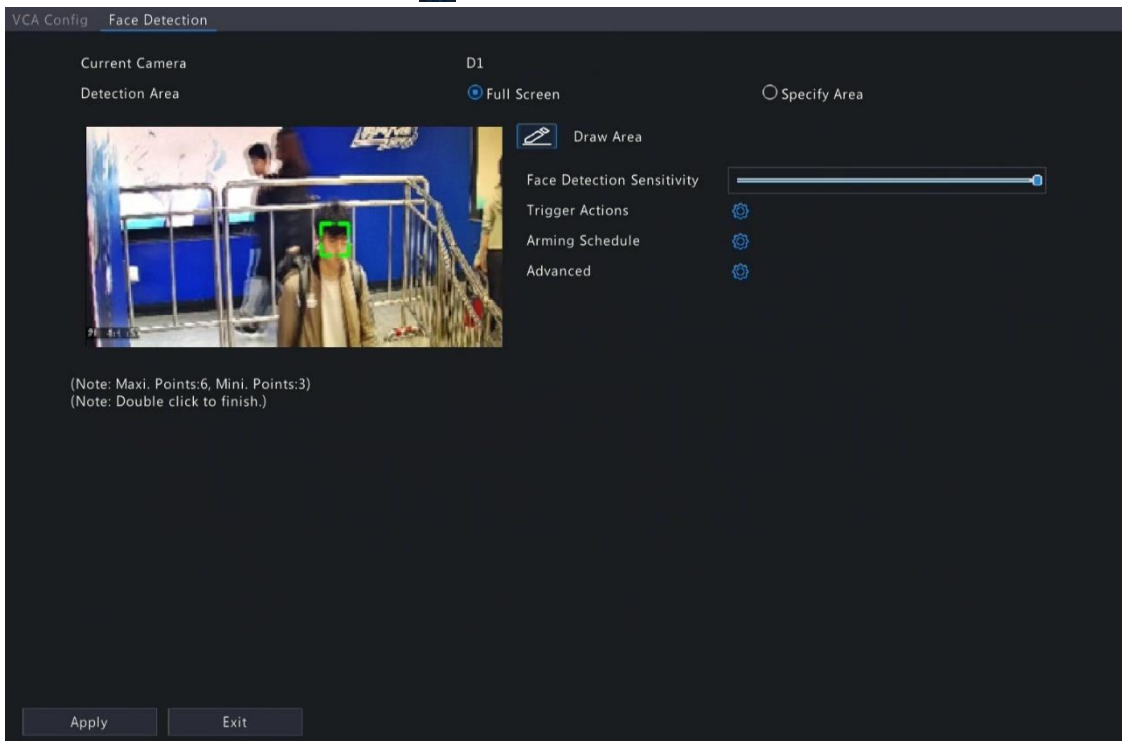 VCA Config Face Detection
Current Camera D1
Detection Area Full Screen Specify Area
Draw Area
Face Detection Sensitivity
Trigger Actions
Arming Schedule
Advanced
(Note: Maxi. Points:6, Mini. Points:3)
(Note: Double click to finish.)
Apply Exit